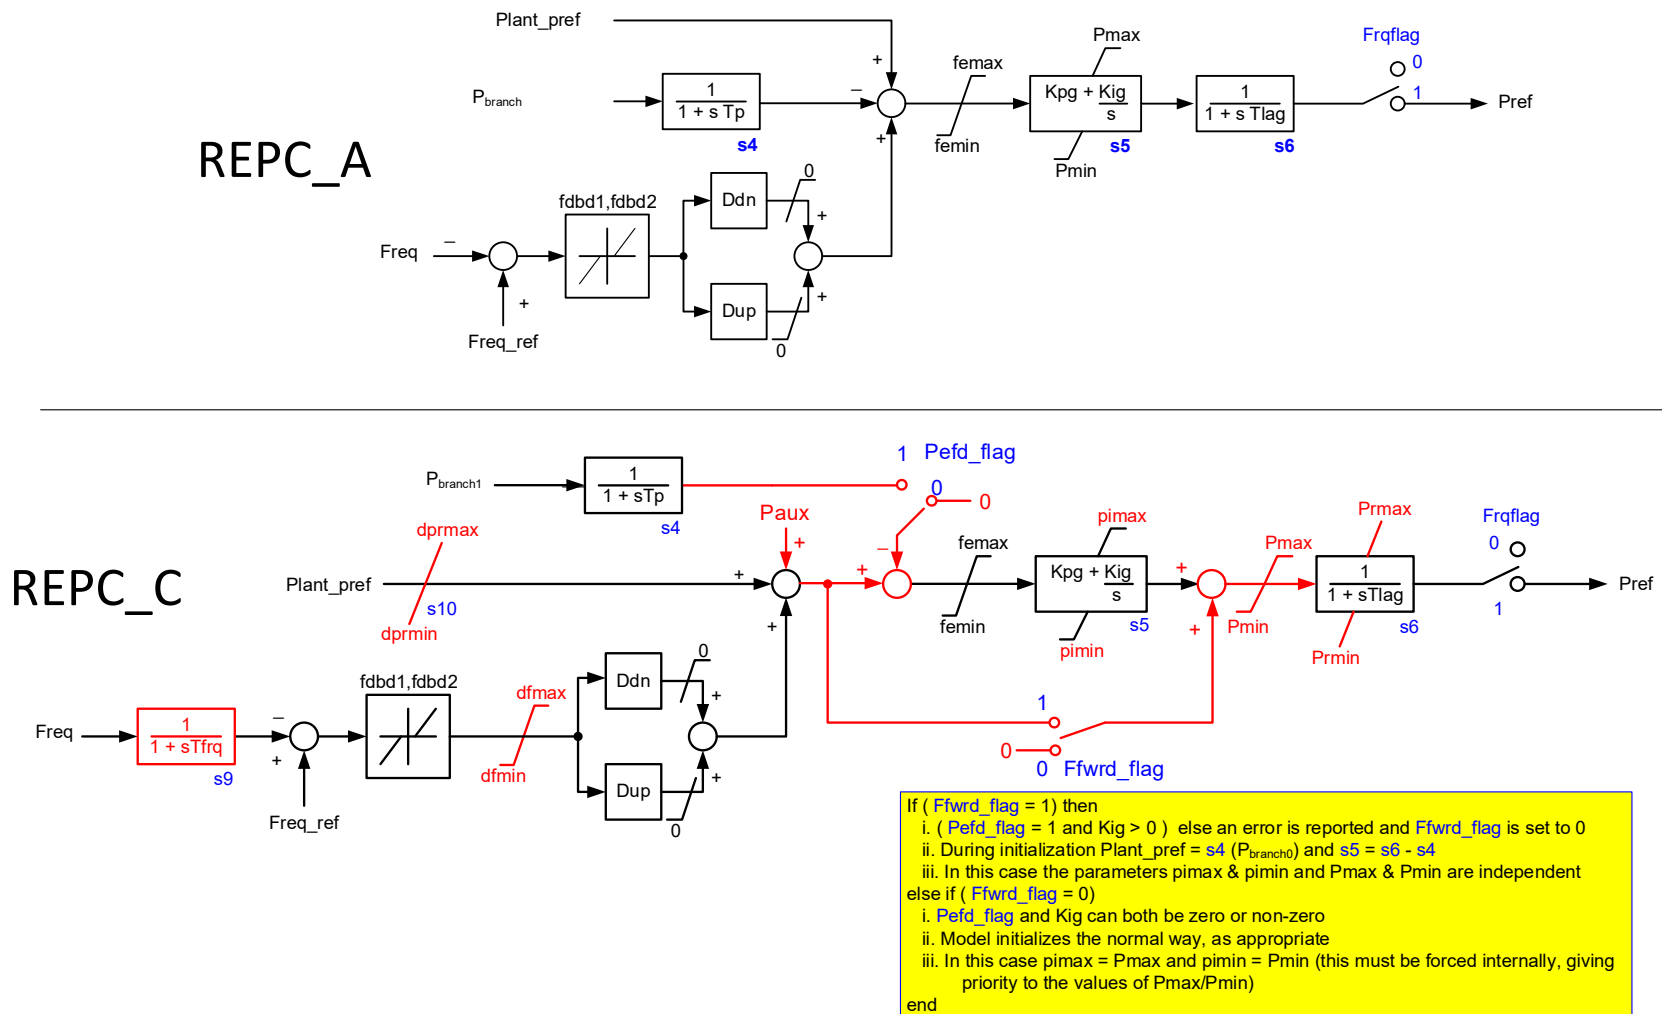 Plant_pref
Pmax
Frqflag
femax
0
1
1 + s Tp
s4
P branch
–
+
Kpg + Kig
s
1
1 + s Tlag
s6
1
Pref
REPC_A
+
femin
Pmin
s5
fdbd1,fdbd2
Ddn
0
+
Freq
–
+
Freq_ref
Dup
+
0
1
Pefd_flag
P branch1
1
1 + sTp
s4
0
0
dprmax
Paux
+
–
pimax
Prmax
Frqflag
femax
Pmax
0
REPC_C
Plant_pref
+
+
Kpg + Kig
s
+
1
1 + sTlag
Pref
s10
dprmin
+
femin
pimin
s5
+
Pmin
Prmin
s6
1
fdbd1,fdbd2
dfmax
Ddn
0
+
Freq
1
1 + sTfrq
s9
–
+
Freq_ref
dfmin
Dup
+
0
1
0
0
Ffwrd_flag
If ( Ffwrd_flag = 1) then
i. ( Pefd_flag = 1 and Kig > 0 ) else an error is reported and Ffwrd_flag is set to 0
ii. During initialization Plant_pref = s4 (Pbranch0) and s5 = s6 - s4
iii. In this case the parameters pimax & pimin and Pmax & Pmin are independent
else if ( Ffwrd_flag = 0)
i. Pefd_flag and Kig can both be zero or non-zero
ii. Model initializes the normal way, as appropriate
iii. In this case pimax = Pmax and pimin = Pmin (this must be forced internally, giving
priority to the values of Pmax/Pmin)
end